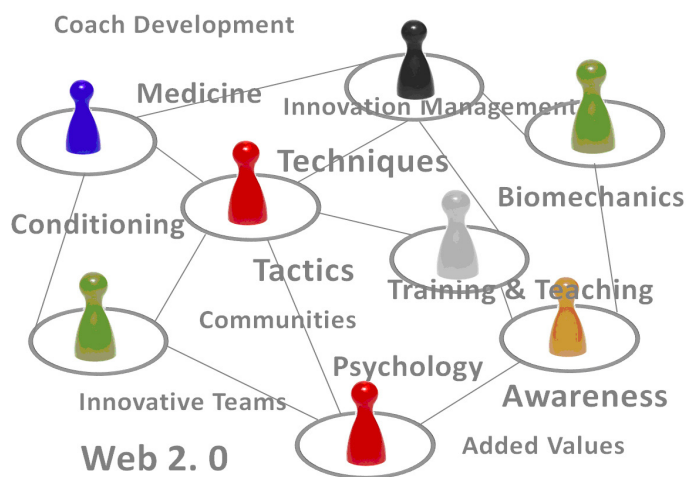 Coach Development
Medicine
Innovation Management
Techniques
Biomechanics
Conditioning
Tactics
Training & Teaching
Communities
Psychology
Awareness
Innovative Teams
Added Values
Web 2. 0